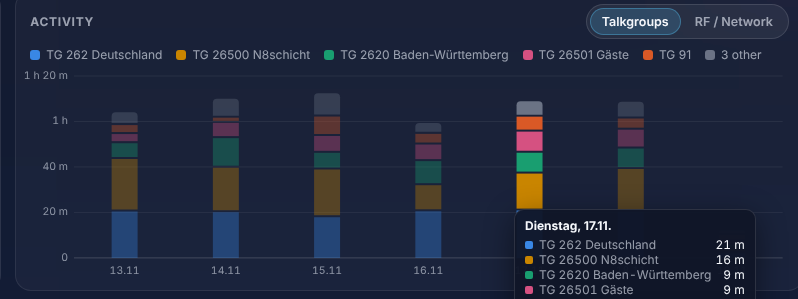 ACTIVITY
Talkgroups
RF / Network
TG 262 Deutschland
TG 26500 N8schicht
TG 2620 Baden-Württemberg
TG 26501 Gäste
TG 91
3 other
1 h 20 m
1 h
40 m
20 m
0
13.11
14.11
15.11
16.11
Dienstag, 17.11.
TG 262 Deutschland 21 m
TG 26500 N8schicht 16 m
TG 2620 Baden-Württemberg 9 m
TG 26501 Gäste 9 m